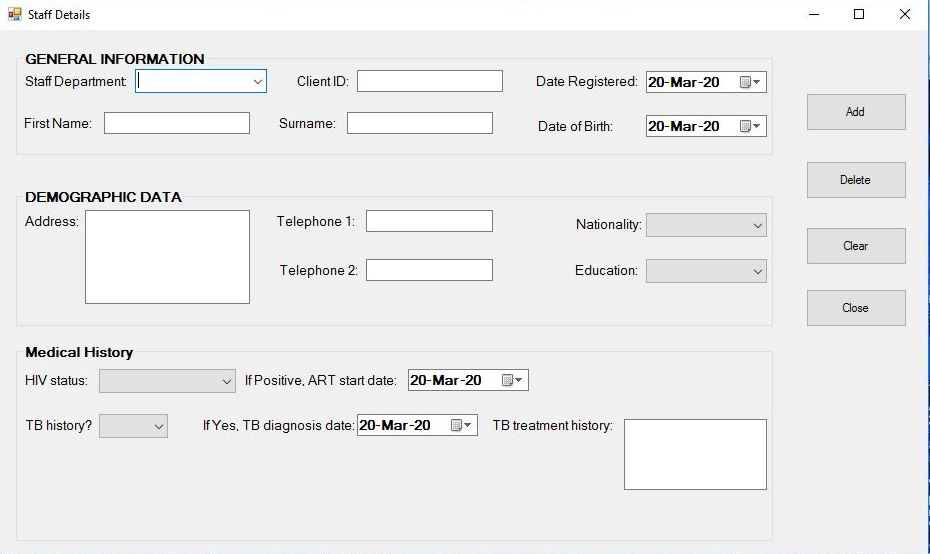 Staff Details
GENERAL INFORMATION
Staff Department: Client ID: Date Registered: 20-Mar-20
First Name: Surname: Date of Birth: 20-Mar-20
Add
Delete
Clear
Close
DEMOGRAPHIC DATA
Address: Telephone 1: Nationality:
Telephone 2: Education:
Medical History
HIV status: If Positive, ART start date: 20-Mar-20
TB history? If Yes, TB diagnosis date: 20-Mar-20 TB treatment history: